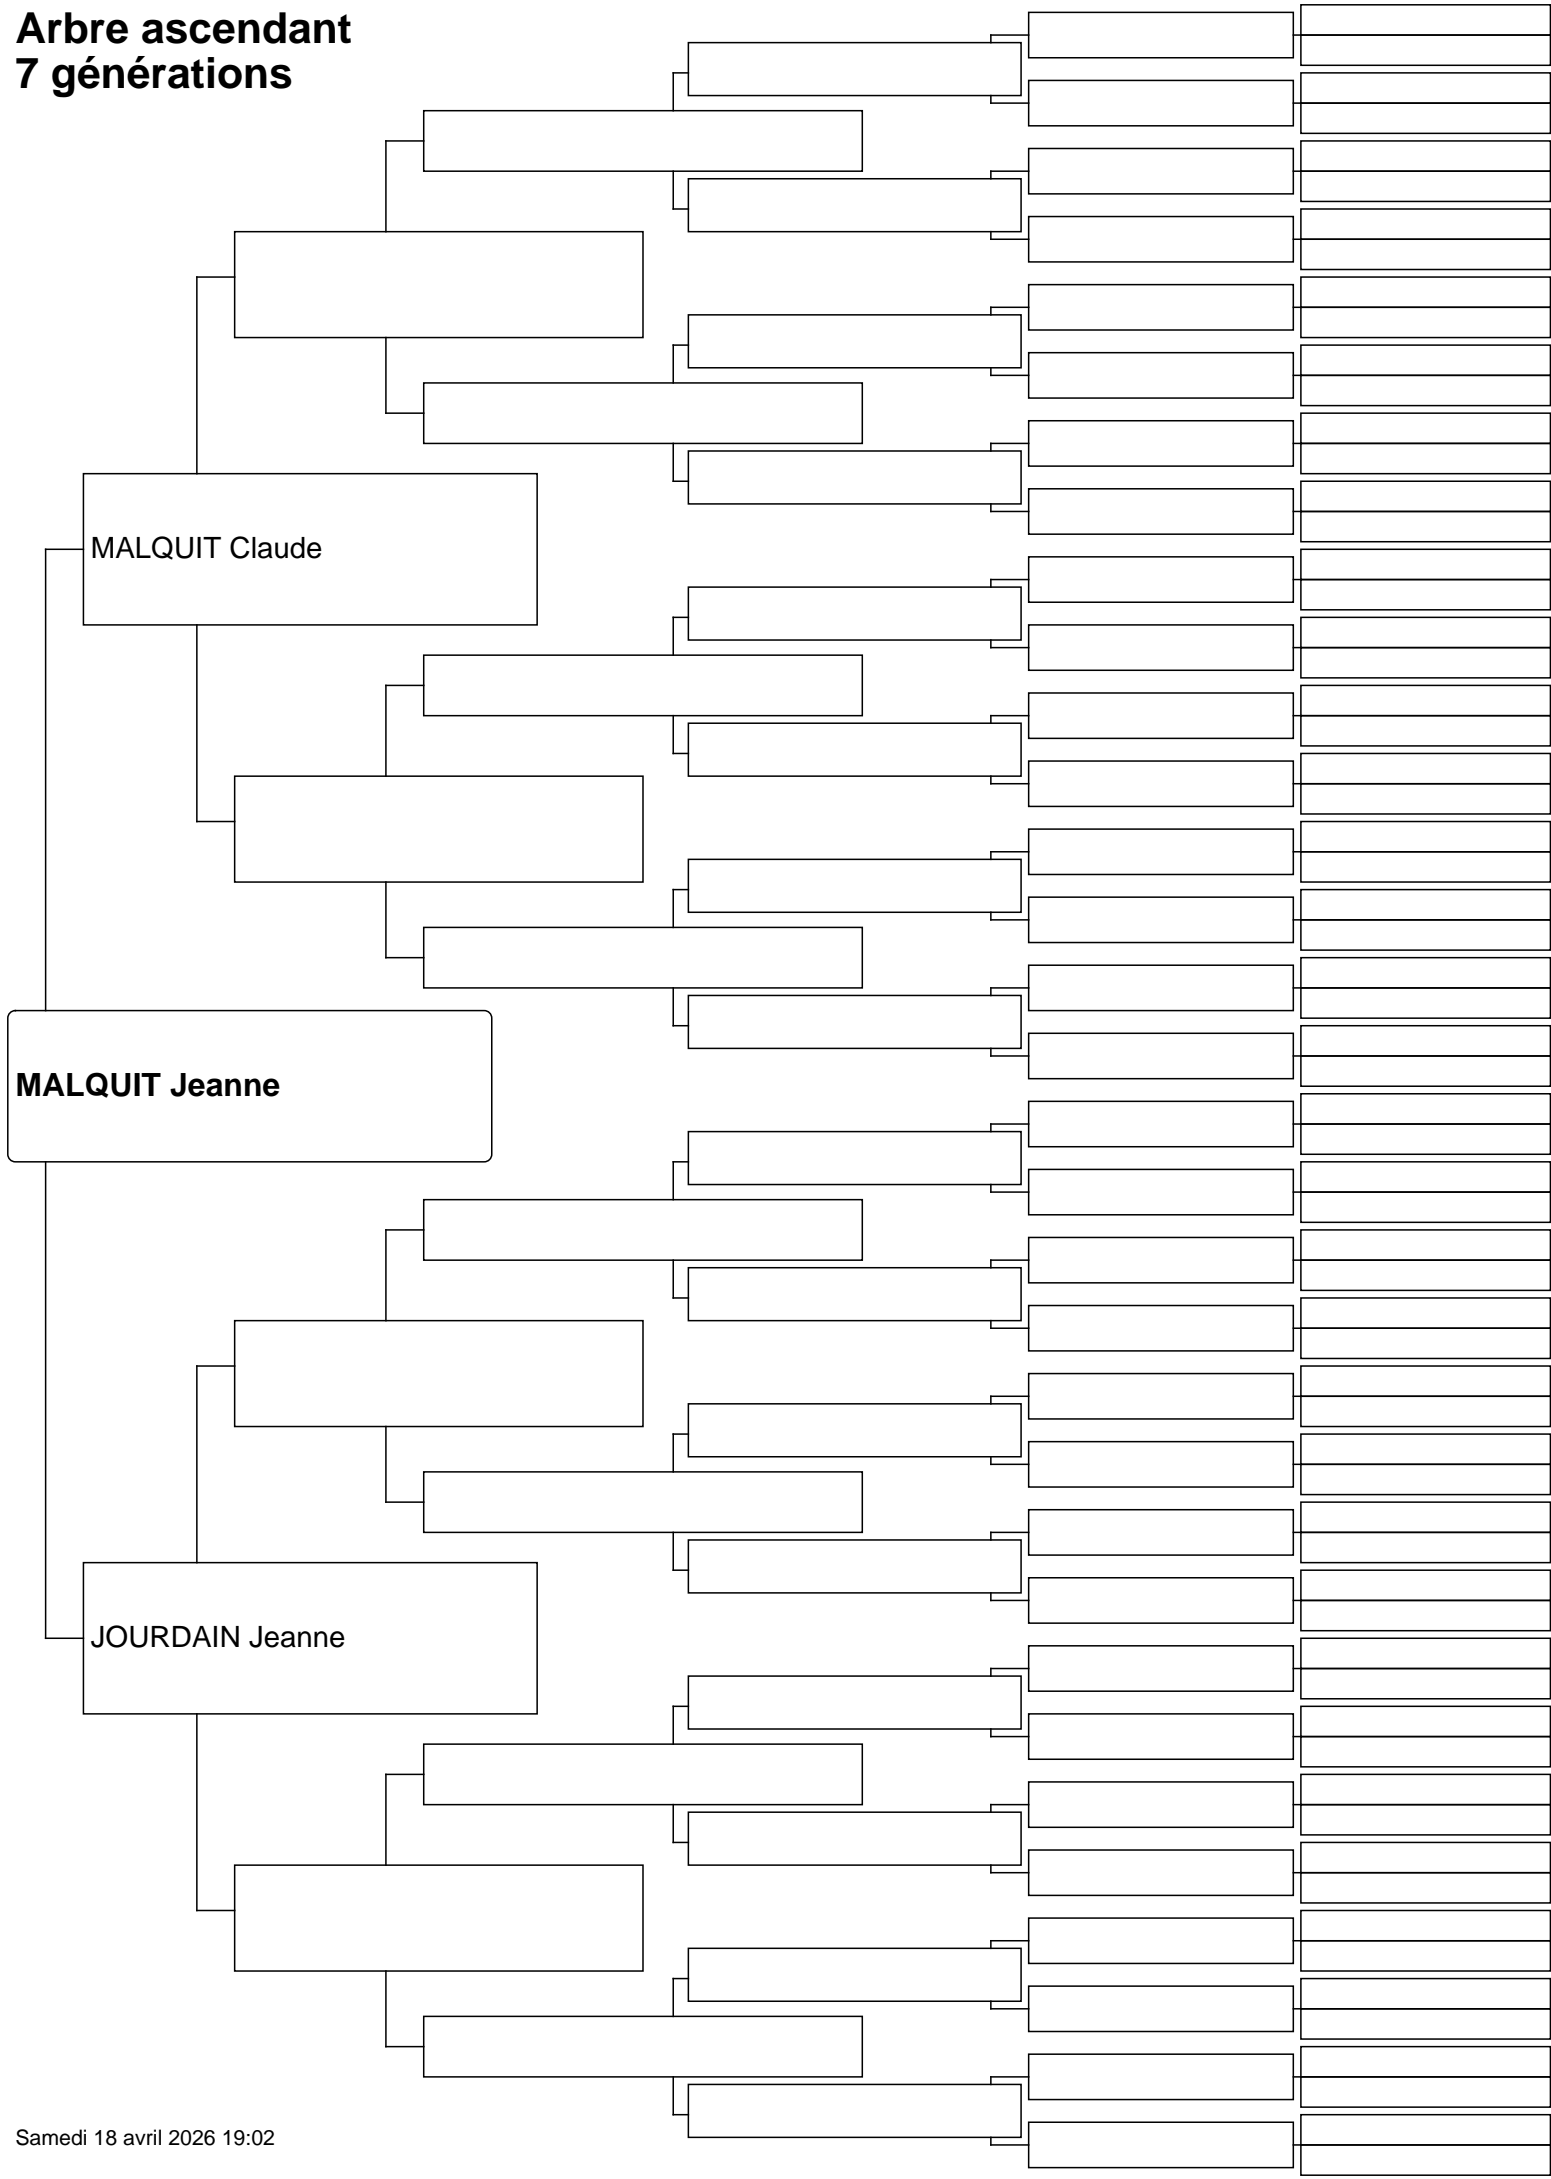 Arbre ascendant
7 générations
MALQUIT Claude
MALQUIT Jeanne
JOURDAIN Jeanne
Samedi 18 avril 2026 19:02